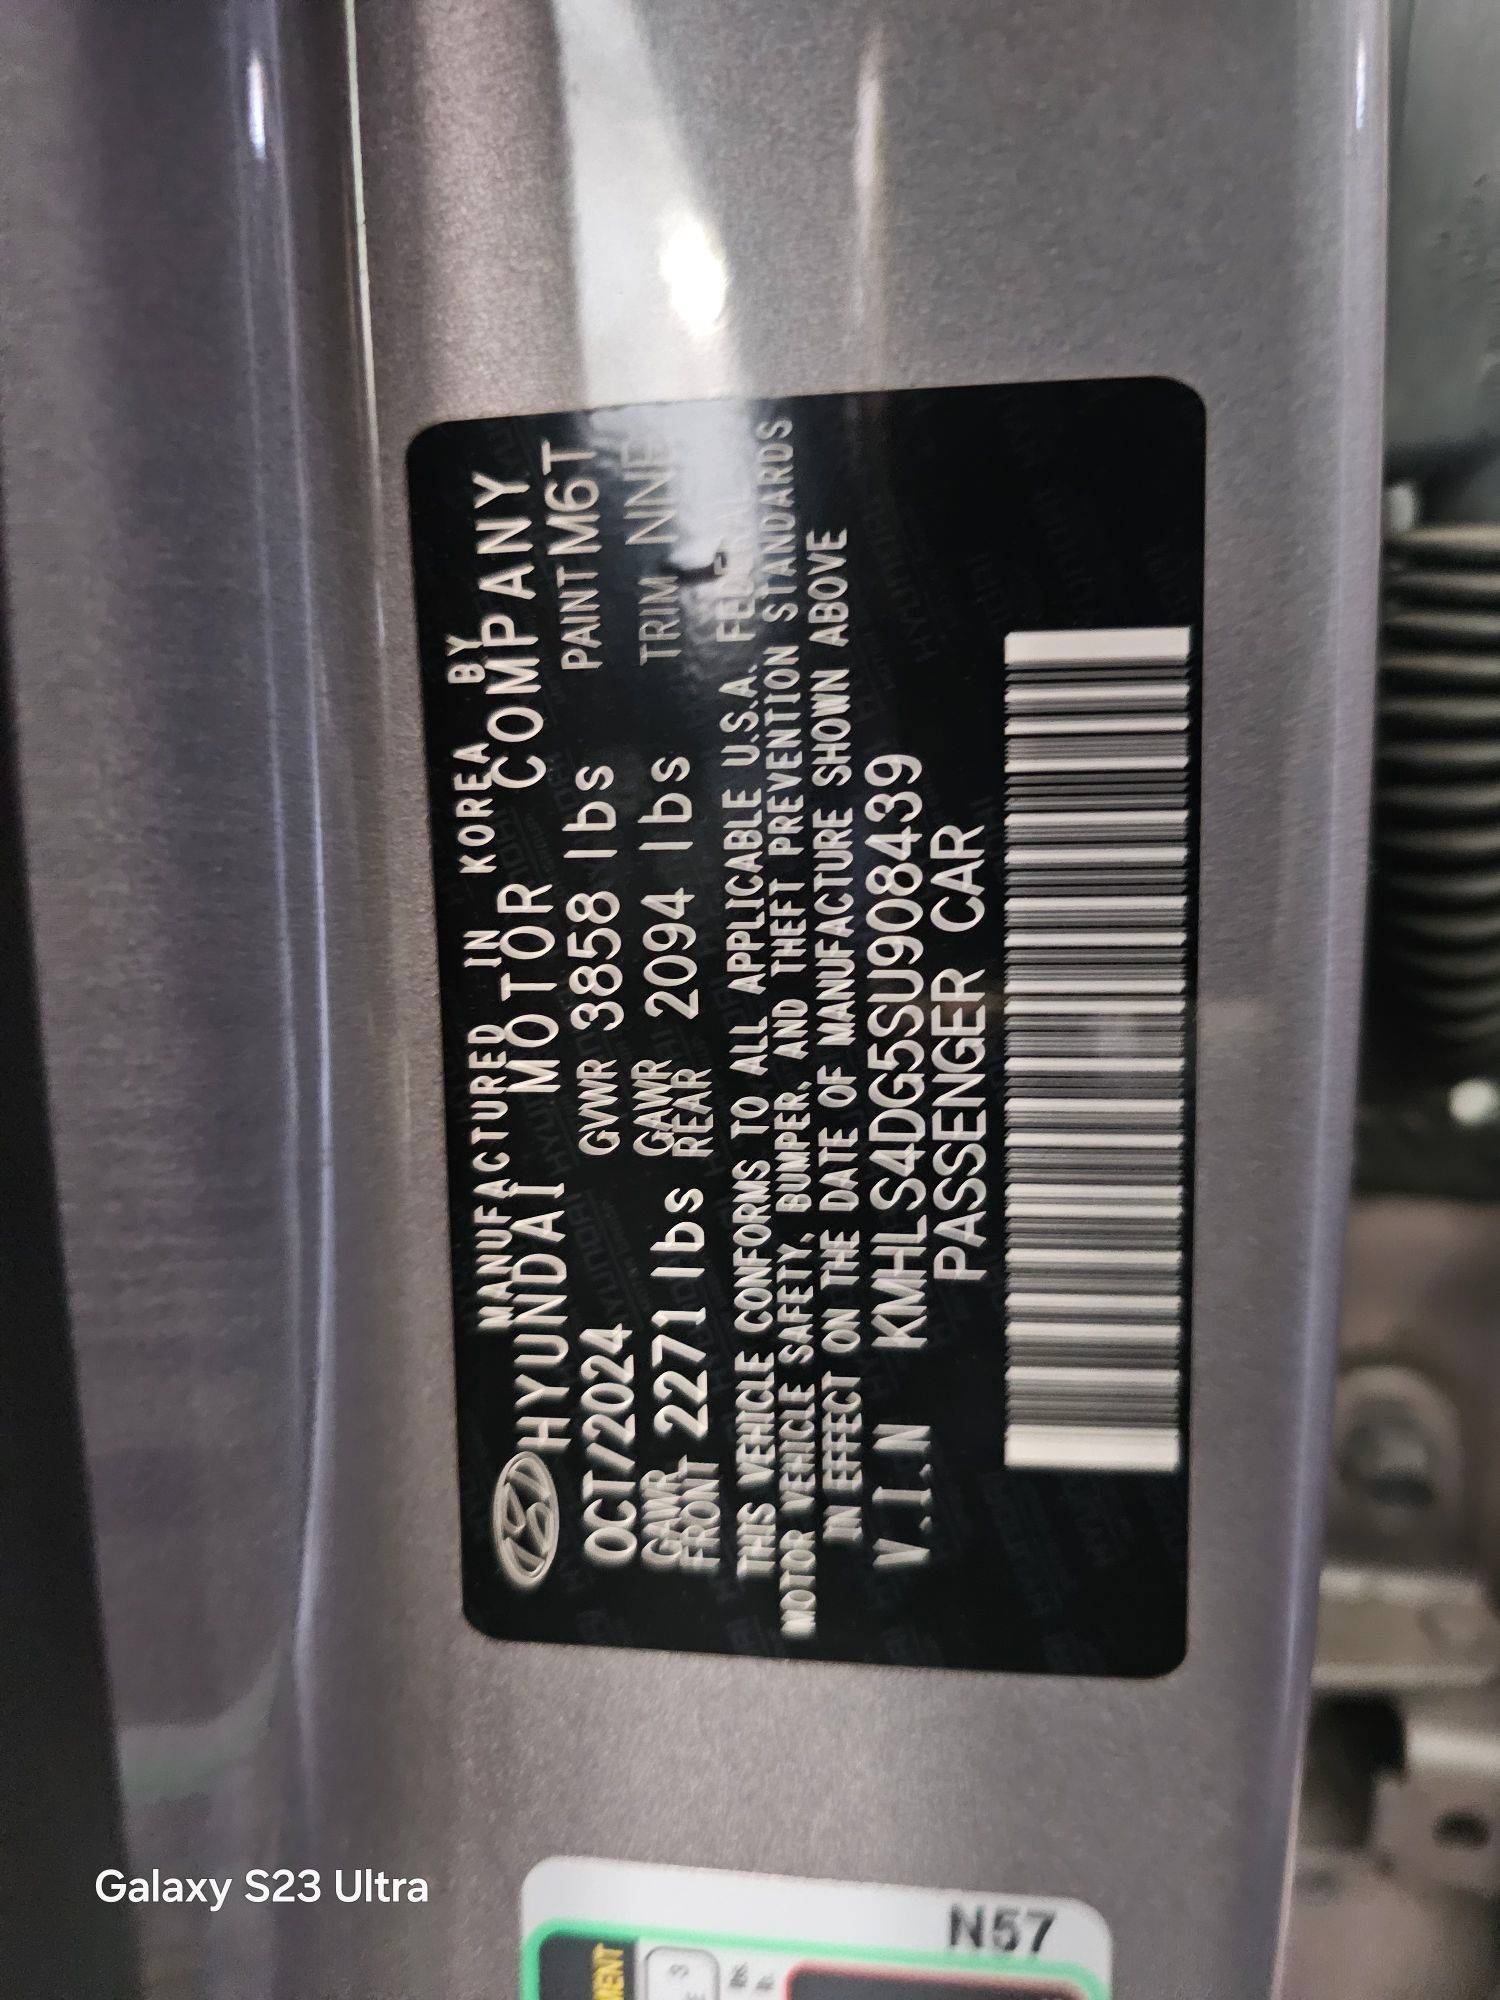 MANUFACTURED IN KOREA BY
HYUNDAI MOTOR COMPANY
OCT/2024 GVWR 3858 lbs PAINT M6T
GAWR FRONT 2271 lbs GAWR REAR 2094 lbs TRIM
THIS VEHICLE CONFORMS TO ALL APPLICABLE U.S.A. FEDERAL
MOTOR VEHICLE SAFETY, BUMPER, AND THEFT PREVENTION STANDARDS
IN EFFECT ON THE DATE OF MANUFACTURE SHOWN ABOVE
V.I.N KMHLS4DG5SU908439
PASSENGER CAR
N57
Galaxy S23 Ultra